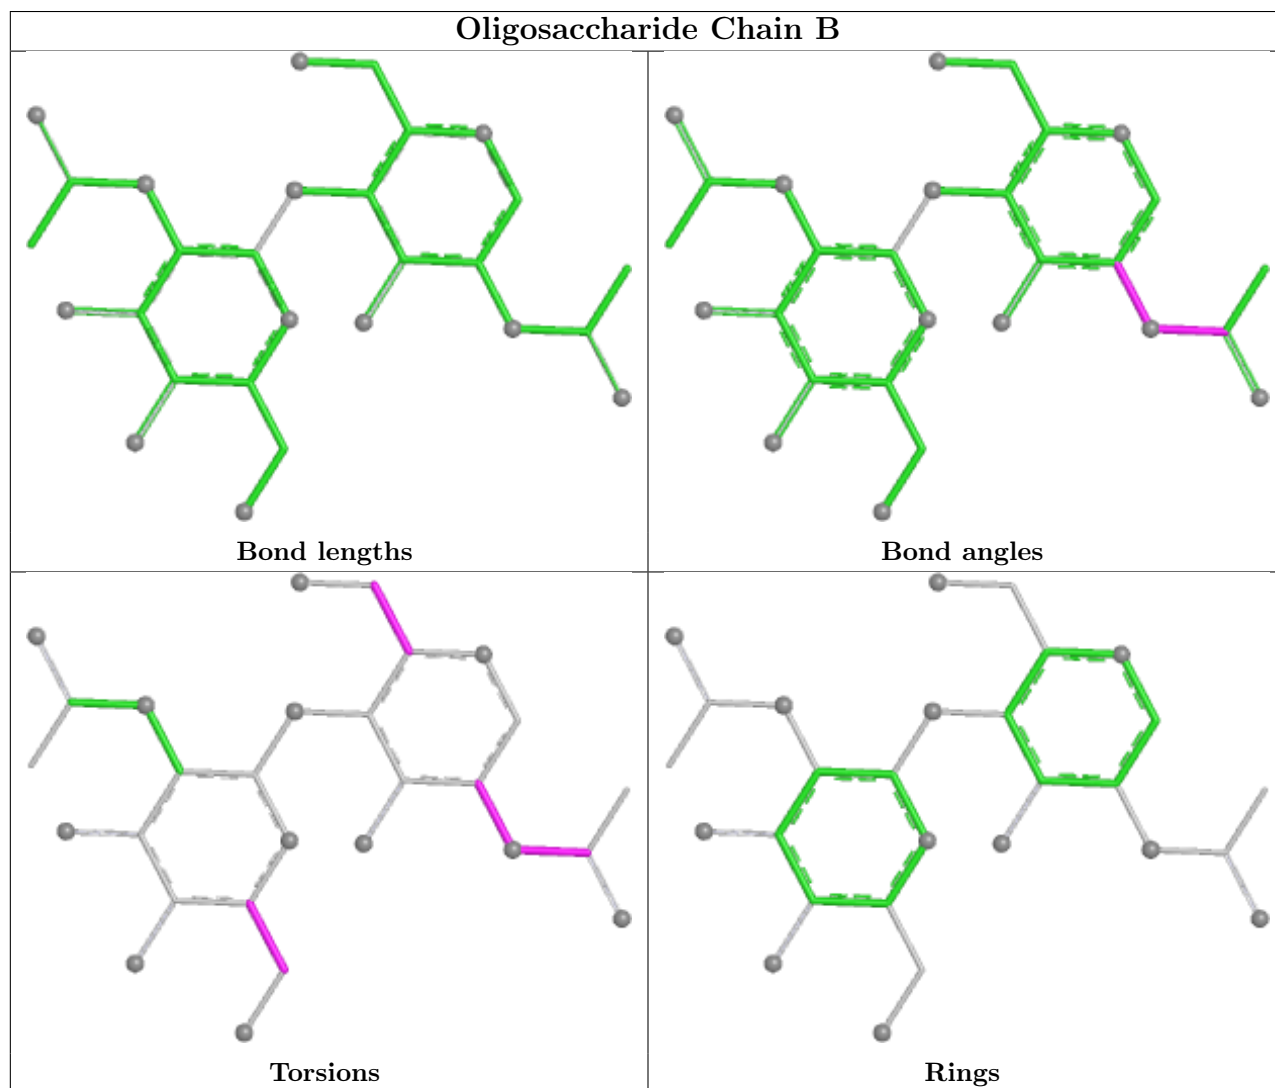 Oligosaccharide Chain B
Bond lengths
Bond angles
Torsions
Rings